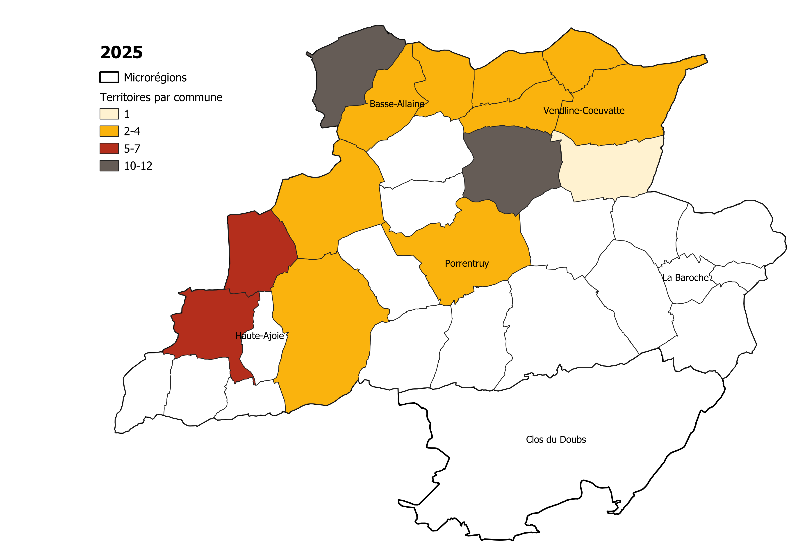 2025
Microrégions
Territoires par commune
1
2-4
5-7
10-12
Basse-Allaine
Vendline-Coeuvatte
Porrentruy
La Baroche
Haute-Ajoie
Clos du Doubs